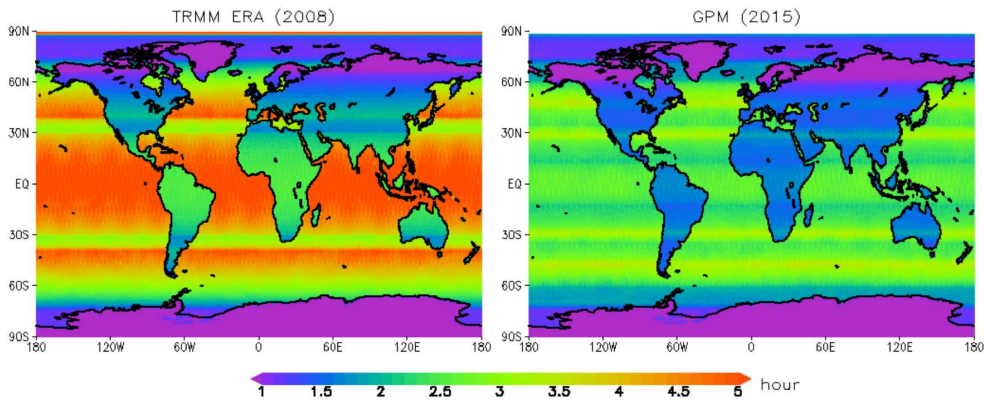 TRMM ERA (2008)
GPM (2015)
90N
60N
30N
EQ
30S
60S
90S
180 120W 60W 0 60E 120E 180
90N
60N
30N
EQ
30S
60S
90S
180 120W 60W 0 60E 120E 180
1 1.5 2 2.5 3 3.5 4 4.5 5 hour